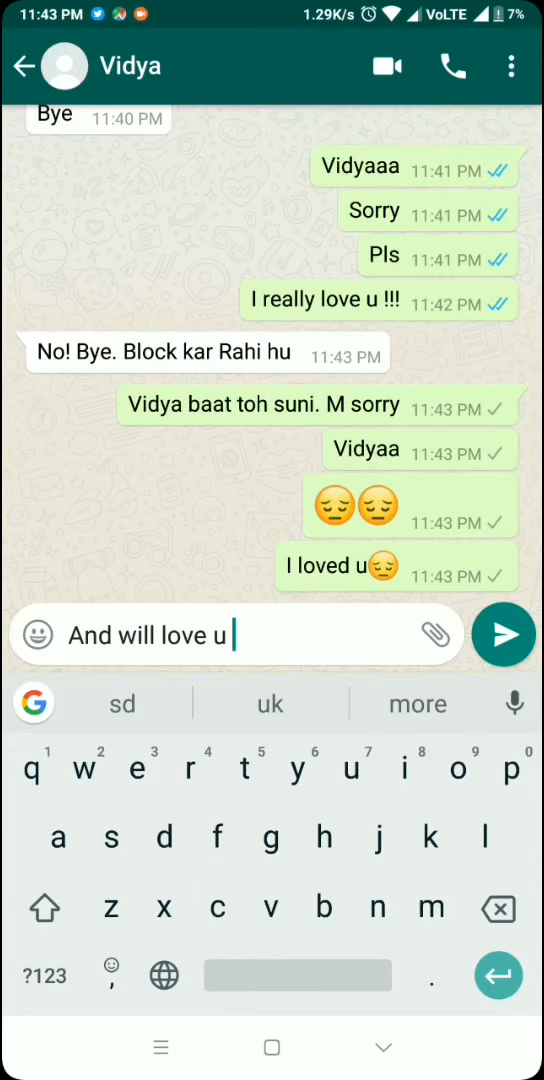 11:43 PM 1.29K/s VoLTE 7%
Vidya
Bye 11:40 PM
Vidyaaa 11:41 PM
Sorry 11:41 PM
Pls 11:41 PM
I really love u !!! 11:42 PM
No! Bye. Block kar Rahi hu 11:43 PM
Vidya baat toh suni. M sorry 11:43 PM
Vidyaa 11:43 PM
😔😔 11:43 PM
I loved u😔 11:43 PM
And will love u
G sd uk more
1 2 3 4 5 6 7 8 9 0
q w e r t y u i o p
a s d f g h j k l
z x c v b n m
?123 , .